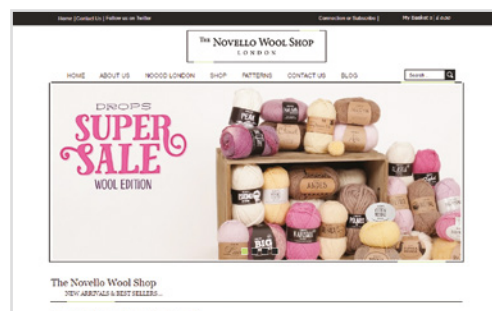 Home | Contact Us | Follow us on Twitter
Connection or Subscribe |
My Basket
THE NOVELLO WOOL SHOP
LONDON
HOME ABOUT US NOCCO LONDON SHOP PATTERNS CONTACT US BLOG
Search
DROPS
SUPER
SALE
WOOL EDITION
The Novello Wool Shop
NEW ARRIVALS & BEST SELLERS...